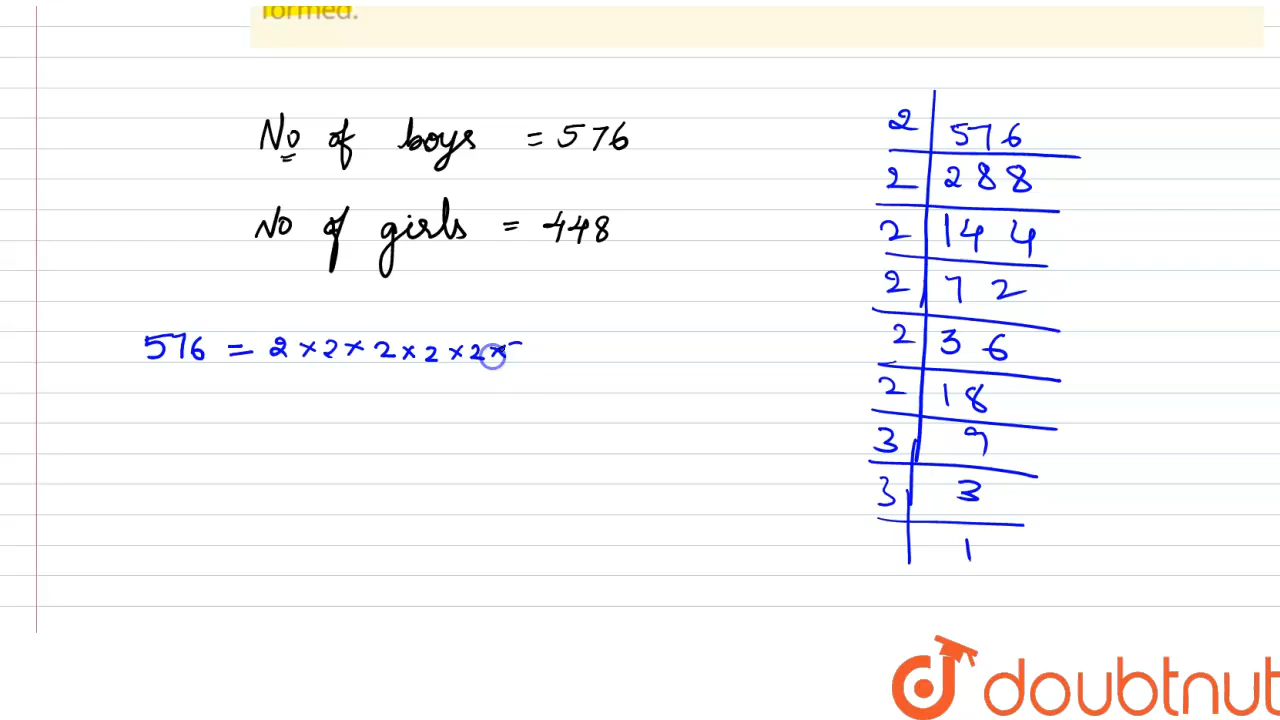 formed.
No of boys = 576
No of girls = 448
576 = 2 × 2 × 2 × 2 × 2 ×
2 | 576
2 | 288
2 | 144
2 | 72
2 | 36
2 | 18
3 | 9
3 | 3
1
doubtnut